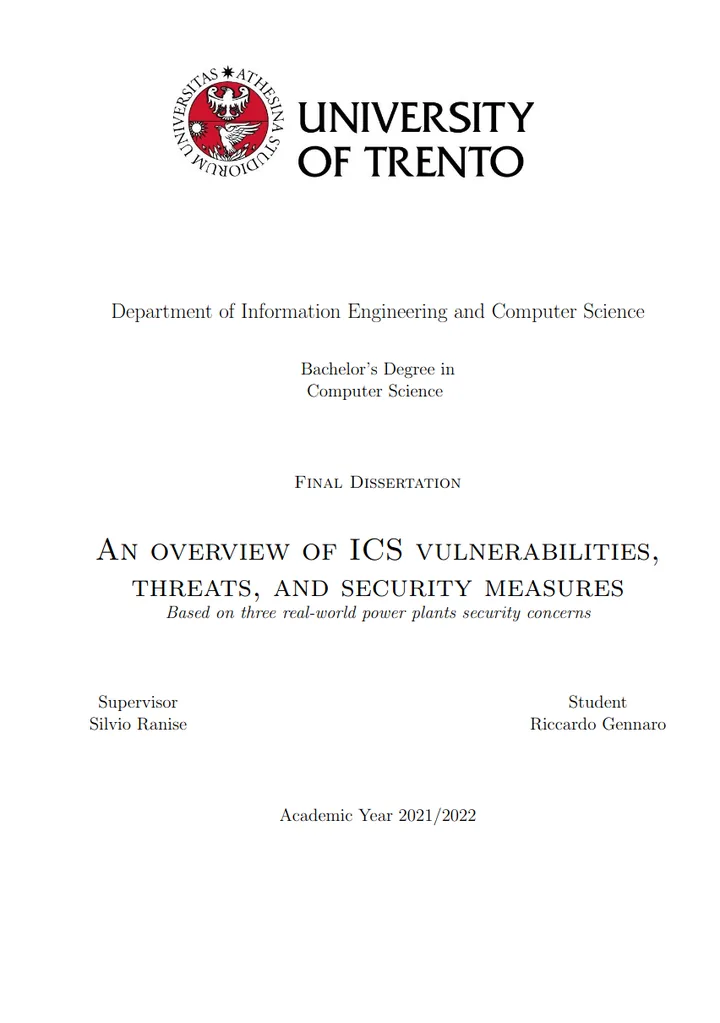 ATHESINA STUDIORUM UNIVERSITAS
UNIVERSITY
OF TRENTO
Department of Information Engineering and Computer Science
Bachelor's Degree in
Computer Science
Final Dissertation
An overview of ICS vulnerabilities,
threats, and security measures
Based on three real-world power plants security concerns
Supervisor
Student
Silvio Ranise
Riccardo Gennaro
Academic Year 2021/2022